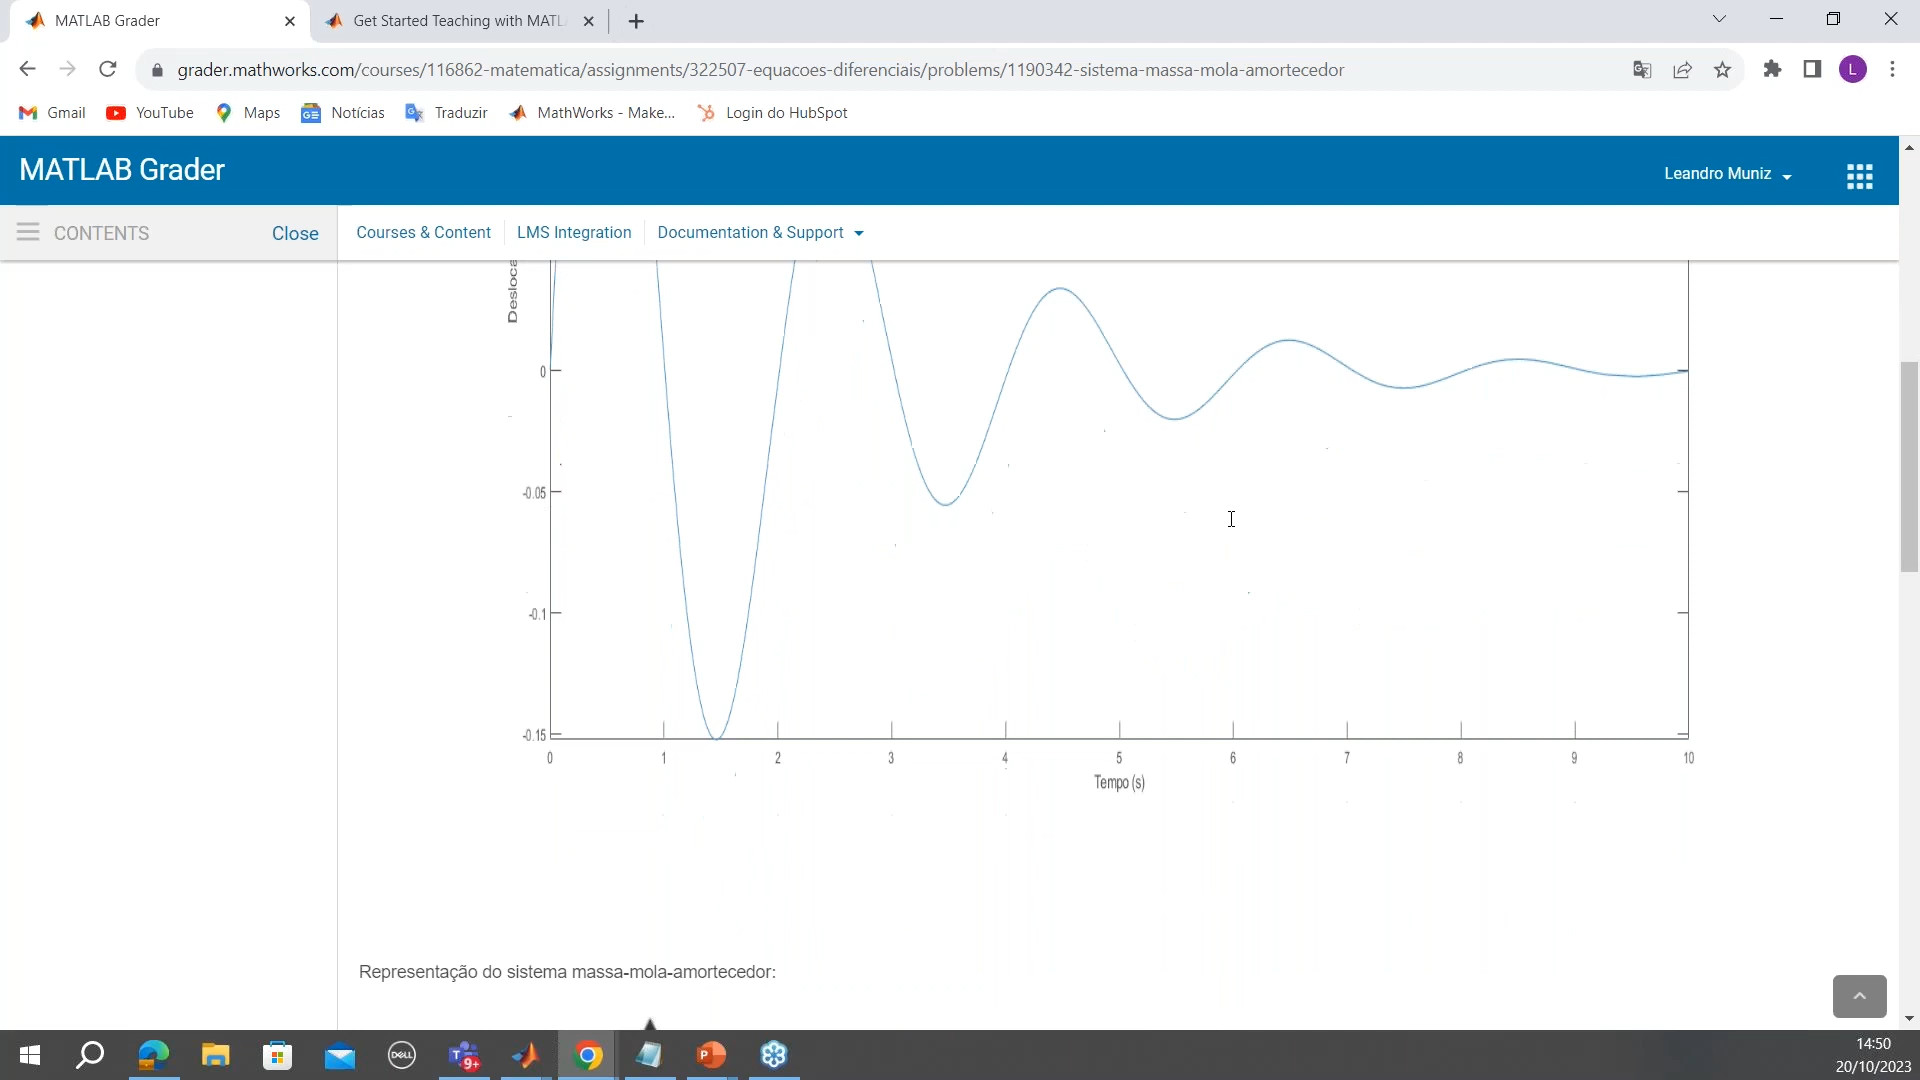 MATLAB Grader
Get Started Teaching with MATL
grader.mathworks.com/courses/116862-matematica/assignments/322507-equacoes-diferenciais/problems/1190342-sistema-massa-mola-amortecedor
L
Gmail
YouTube
Maps
Notícias
Traduzir
MathWorks - Make...
Login do HubSpot
MATLAB Grader
Leandro Muniz
CONTENTS
Close
Courses & Content
LMS Integration
Documentation & Support
Desloca
0
-0.05
-0.1
-0.15
0 1 2 3 4 5 6 7 8 9 10
Tempo (s)
Representação do sistema massa-mola-amortecedor:
DELL
T
9+
P
14:50
20/10/2023